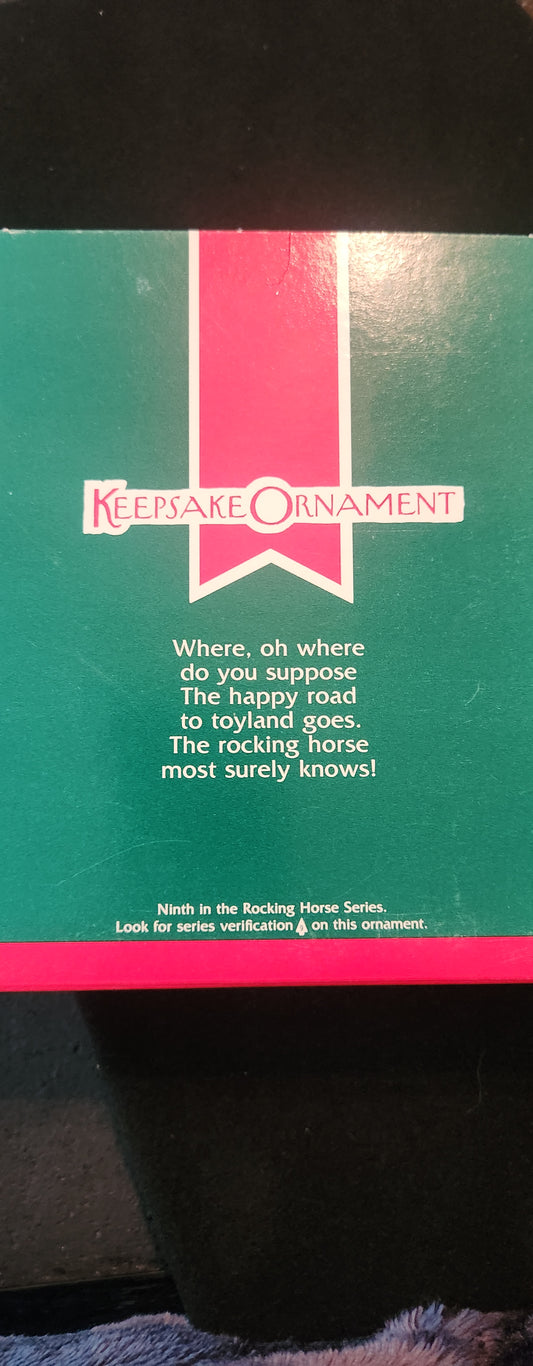 KEEPSAKE ORNAMENT
Where, oh where
do you suppose
The happy road
to toyland goes.
The rocking horse
most surely knows!
Ninth in the Rocking Horse Series.
Look for series verification on this ornament.